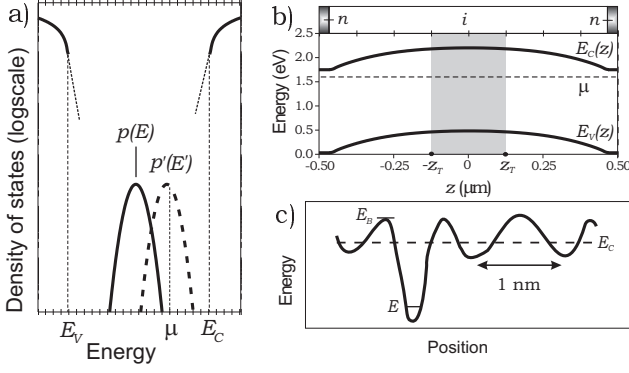 a)
Density of states (logscale)
p(E)
p'(E')
E_V
μ
E_C
Energy
b)
n
i
n
2.5
2.0
1.5
1.0
0.5
0.0
Energy (eV)
E_C(z)
μ
E_V(z)
-0.50
-0.25
-z_T
0
z_T
0.25
0.50
z (μm)
c)
E_B
E_C
1 nm
E
Energy
Position